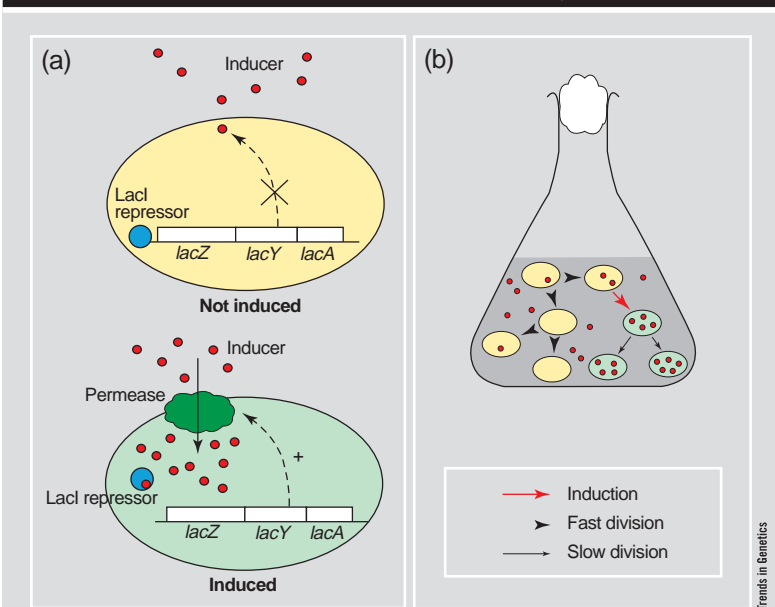 (a)
Inducer
LacI
repressor
lacZ lacY lacA
Not induced
Inducer
Permease
+
LacI repressor
lacZ lacY lacA
Induced
(b)
Induction
Fast division
Slow division
Trends in Genetics